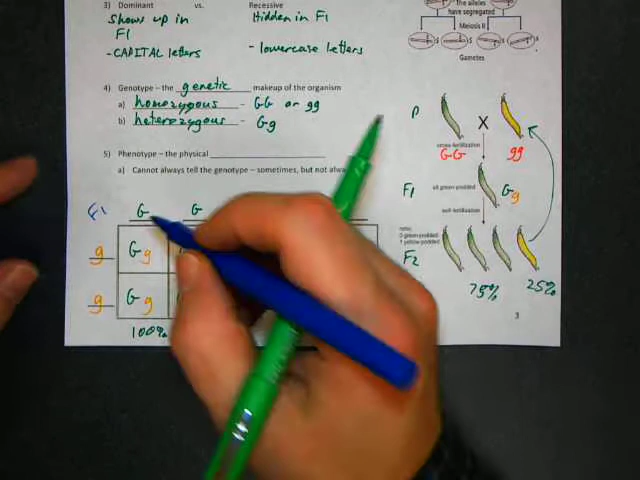 3) Dominant vs. Recessive
Shows up in Hidden in F1
F1
-CAPITAL letters - lowercase letters
4) Genotype – the genetic makeup of the organism
a) homozygous - GG or gg
b) heterozygous - Gg
5) Phenotype – the physical
a) Cannot always tell the genotype – sometimes, but not
F1 G G
g Gg
g Gg
100%
The alleles
have segregated
Meiosis II
Gametes
P X
cross-fertilization
GG gg
F1 all green-podded Gg
self-fertilization
F2
75% 25%
3